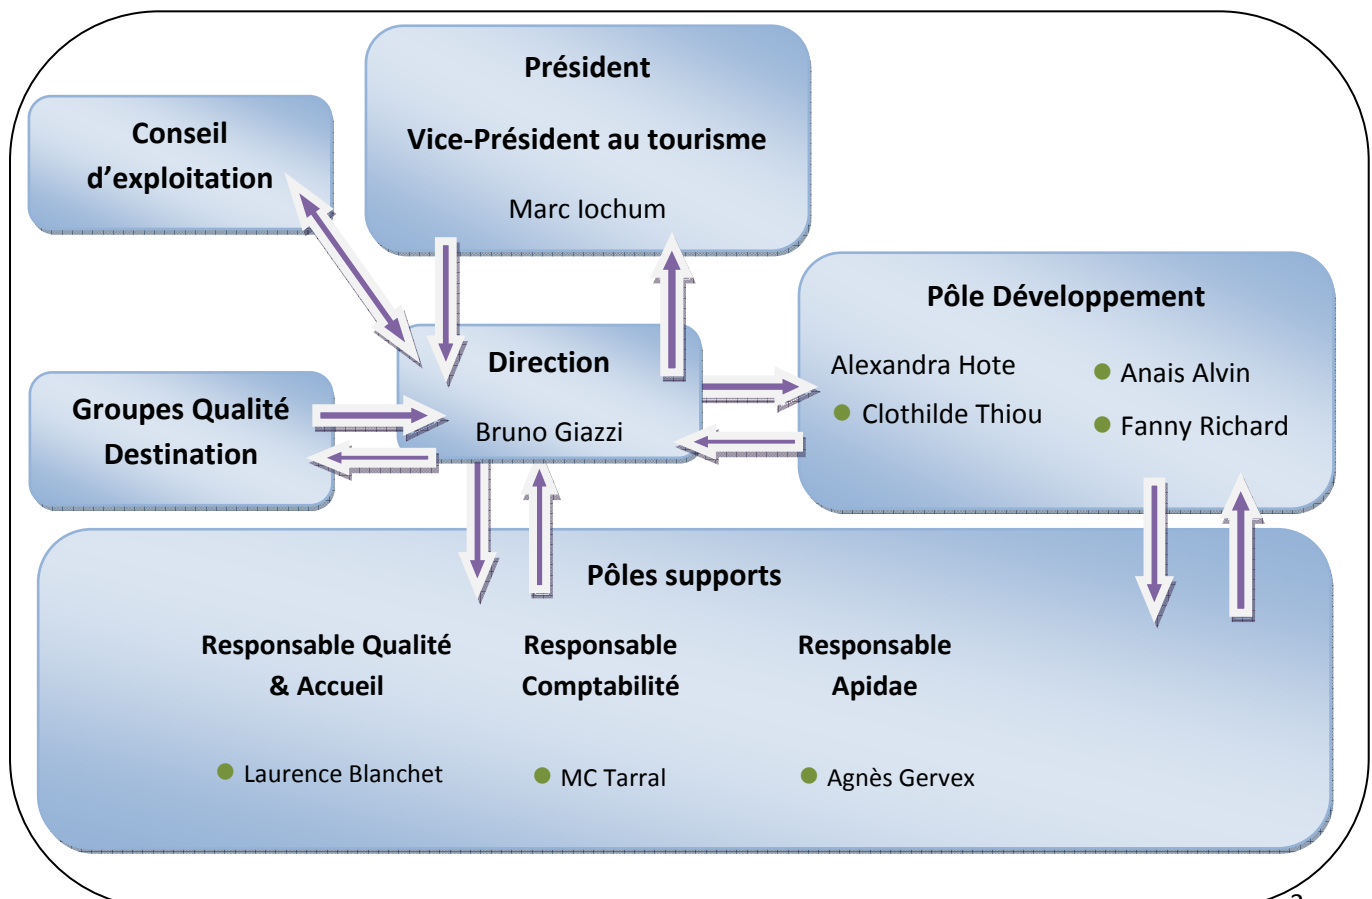 Président
Vice-Président au tourisme
Marc Iochum
Conseil
d’exploitation
Direction
Bruno Giazzi
Groupes Qualité
Destination
Pôle Développement
Alexandra Hote
Clothilde Thiou
Anais Alvin
Fanny Richard
Pôles supports
Responsable Qualité
& Accueil
Laurence Blanchet
Responsable
Comptabilité
MC Tarral
Responsable
Apidae
Agnès Gervex